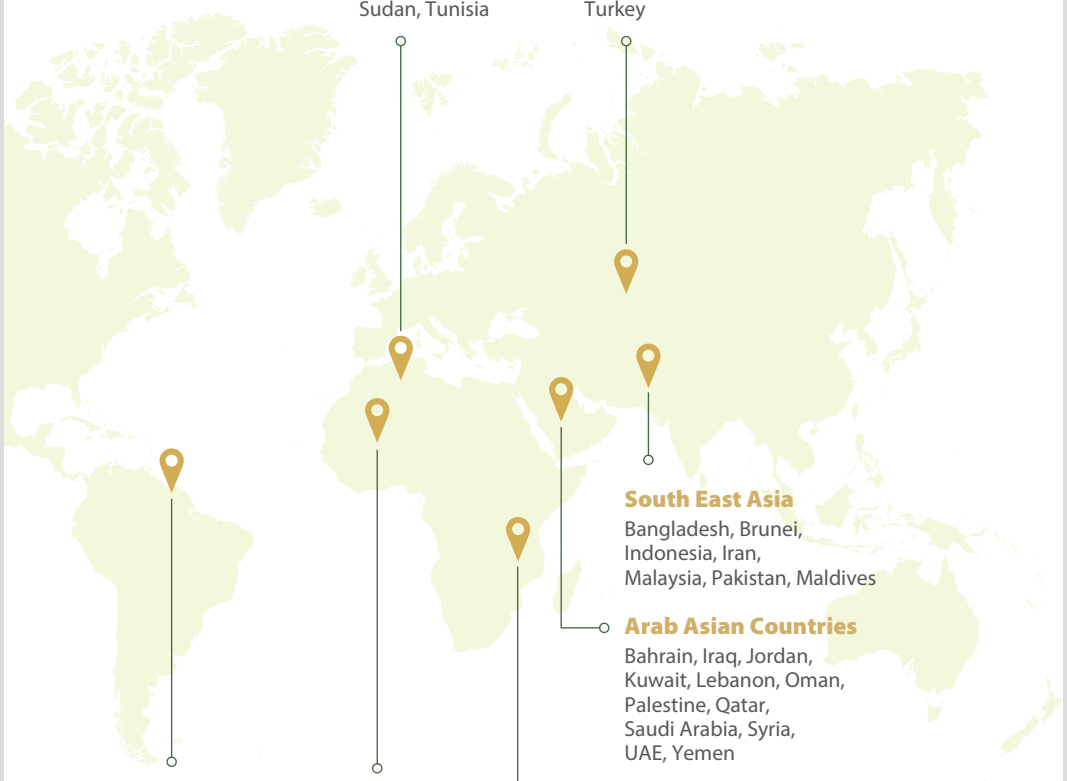 Sudan, Tunisia
Turkey
South East Asia
Bangladesh, Brunei,
Indonesia, Iran,
Malaysia, Pakistan, Maldives
Arab Asian Countries
Bahrain, Iraq, Jordan,
Kuwait, Lebanon, Oman,
Palestine, Qatar,
Saudi Arabia, Syria,
UAE, Yemen